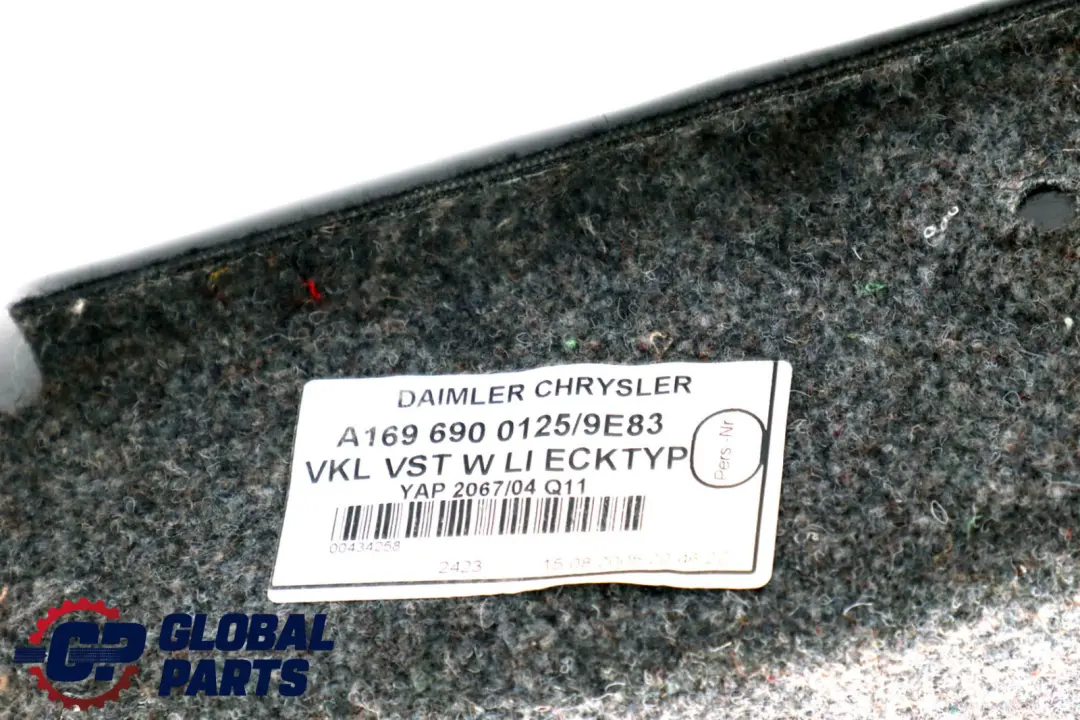 DAIMLER CHRYSLER
A169 690 0125/9E83
VKL VST W LI ECKTYP
Pers.-Nr
YAP 2067/04 Q11
00434258
2423
GP GLOBAL
PARTS